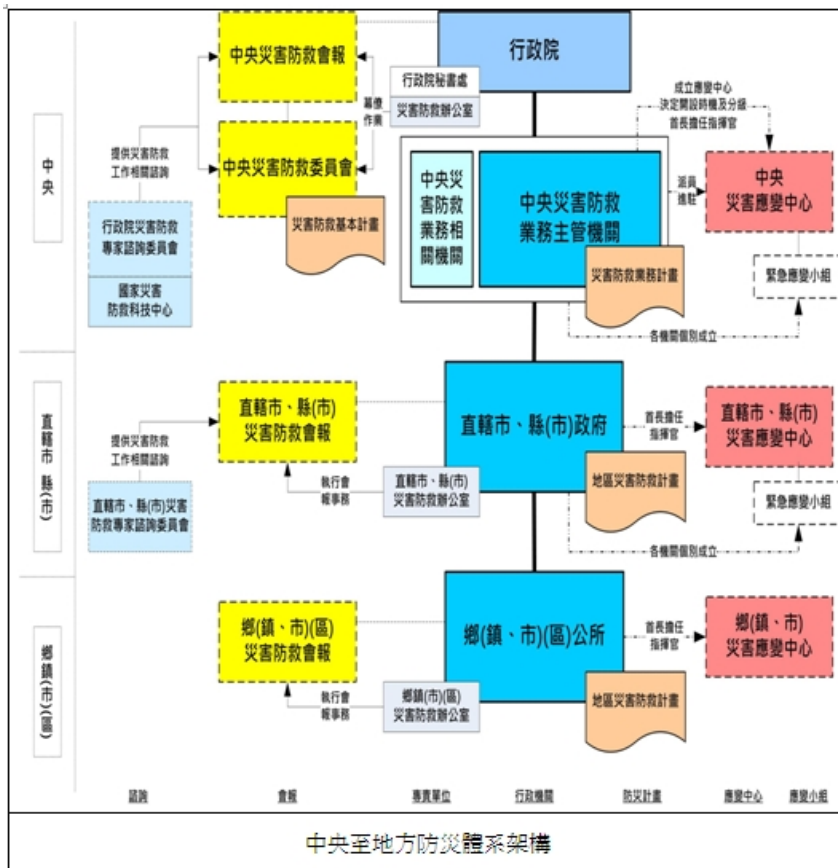 中央災害防救會報
行政院
行政院秘書處
災害防救辦公室
幕僚
作業
成立應變中心
決定開設時機及分級
首長擔任指揮官
中央
提供災害防救
工作相關諮詢
中央災害防救委員會
災害防救基本計畫
中央災
害防救
業務相
關機關
中央災害防救
業務主管機關
災害防救業務計畫
派員
進駐
中央
災害應變中心
行政院災害防救
專家諮詢委員會
國家災害
防救科技中心
緊急應變小組
各機關個別成立
直轄市 縣(市)
提供災害防救
工作相關諮詢
直轄市、縣(市)災害
防救專家諮詢委員會
直轄市、縣(市)
災害防救會報
執行會
報事務
直轄市、縣(市)
災害防救辦公室
直轄市、縣(市)政府
地區災害防救計畫
首長擔任
指揮官
直轄市、縣(市)
災害應變中心
緊急應變小組
各機關個別成立
鄉鎮(市)(區)
鄉(鎮、市)(區)
災害防救會報
執行會
報事務
鄉鎮(市)(區)
災害防救辦公室
鄉(鎮、市)(區)公所
地區災害防救計畫
首長擔任
指揮官
鄉(鎮、市)
災害應變中心
諮詢
會報
專責單位
行政機關
防災計畫
應變中心
應變小組
中央至地方防災體系架構